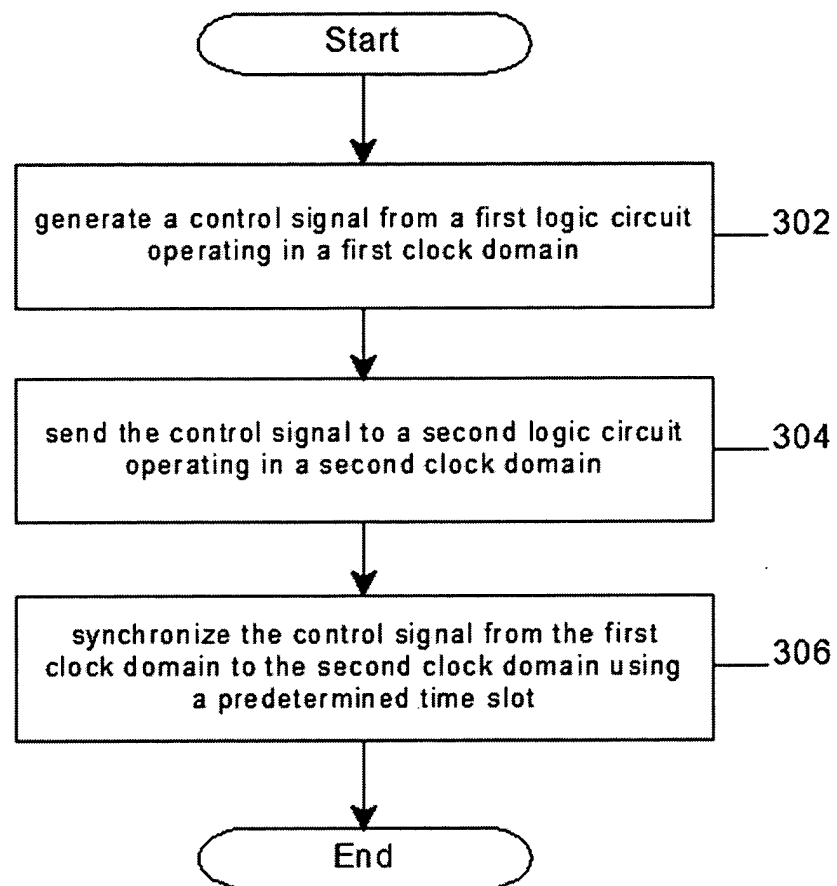 Start
generate a control signal from a first logic circuit
operating in a first clock domain
302
send the control signal to a second logic circuit
operating in a second clock domain
304
synchronize the control signal from the first
clock domain to the second clock domain using
a predetermined time slot
306
End